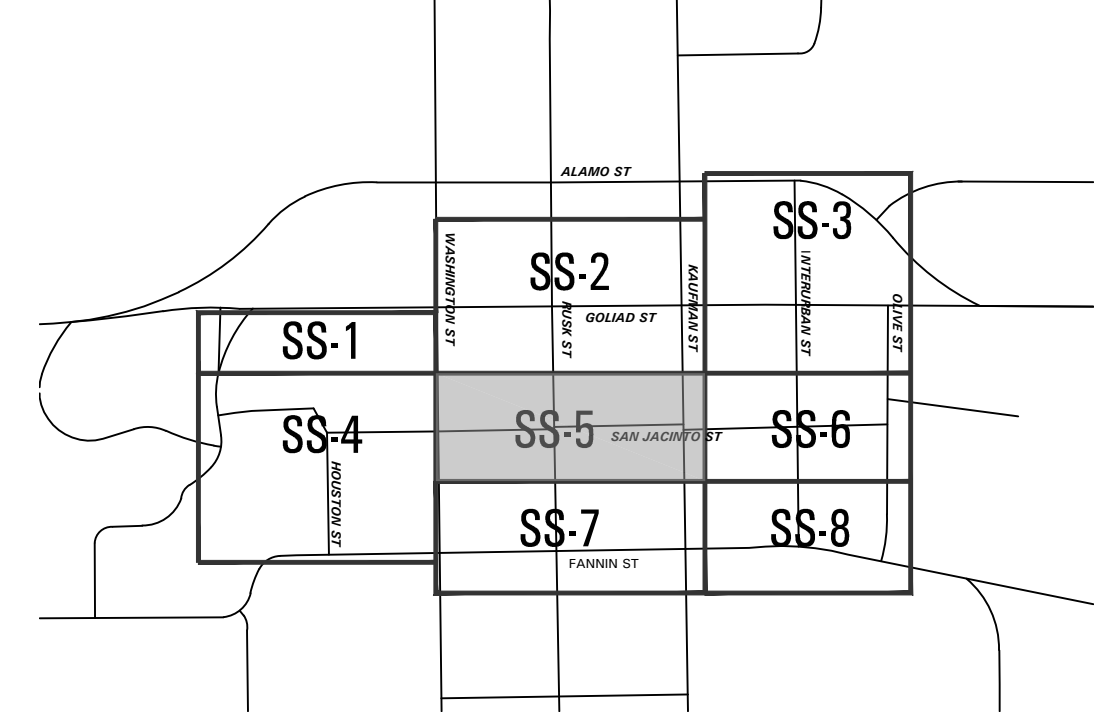 ALAMO ST
SS-3
WASHINGTON ST
SS-2
KAUFMAN ST
INTERURBAN ST
OLIVE ST
RUSK ST
GOLIAD ST
SS-1
SS-4
SS-5
SAN JACINTO ST
SS-6
HOUSTON ST
SS-7
SS-8
FANNIN ST